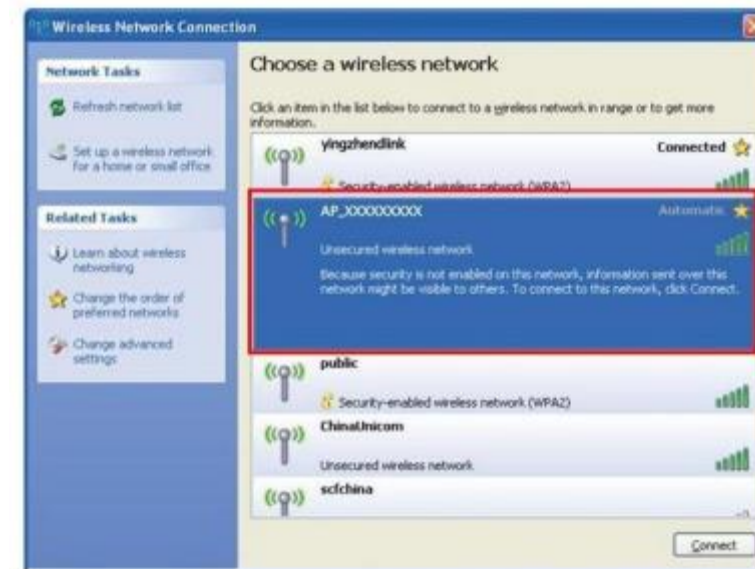 Wireless Network Connection
Network Tasks
Refresh network list
Set up a wireless network
for a home or small office
Related Tasks
Learn about wireless
networking
Change the order of
preferred networks
Change advanced
settings
Choose a wireless network
Click an item in the list below to connect to a wireless network in range or to get more
information.
yingzhendlink
Connected
Security-enabled wireless network (WPA2)
AP_XXXXXXXXX
Automatic
Unsecured wireless network
Because security is not enabled on this network, information sent over this
network might be visible to others. To connect to this network, click Connect.
public
Security-enabled wireless network (WPA2)
ChinaUnicom
Unsecured wireless network
scfchina
Connect